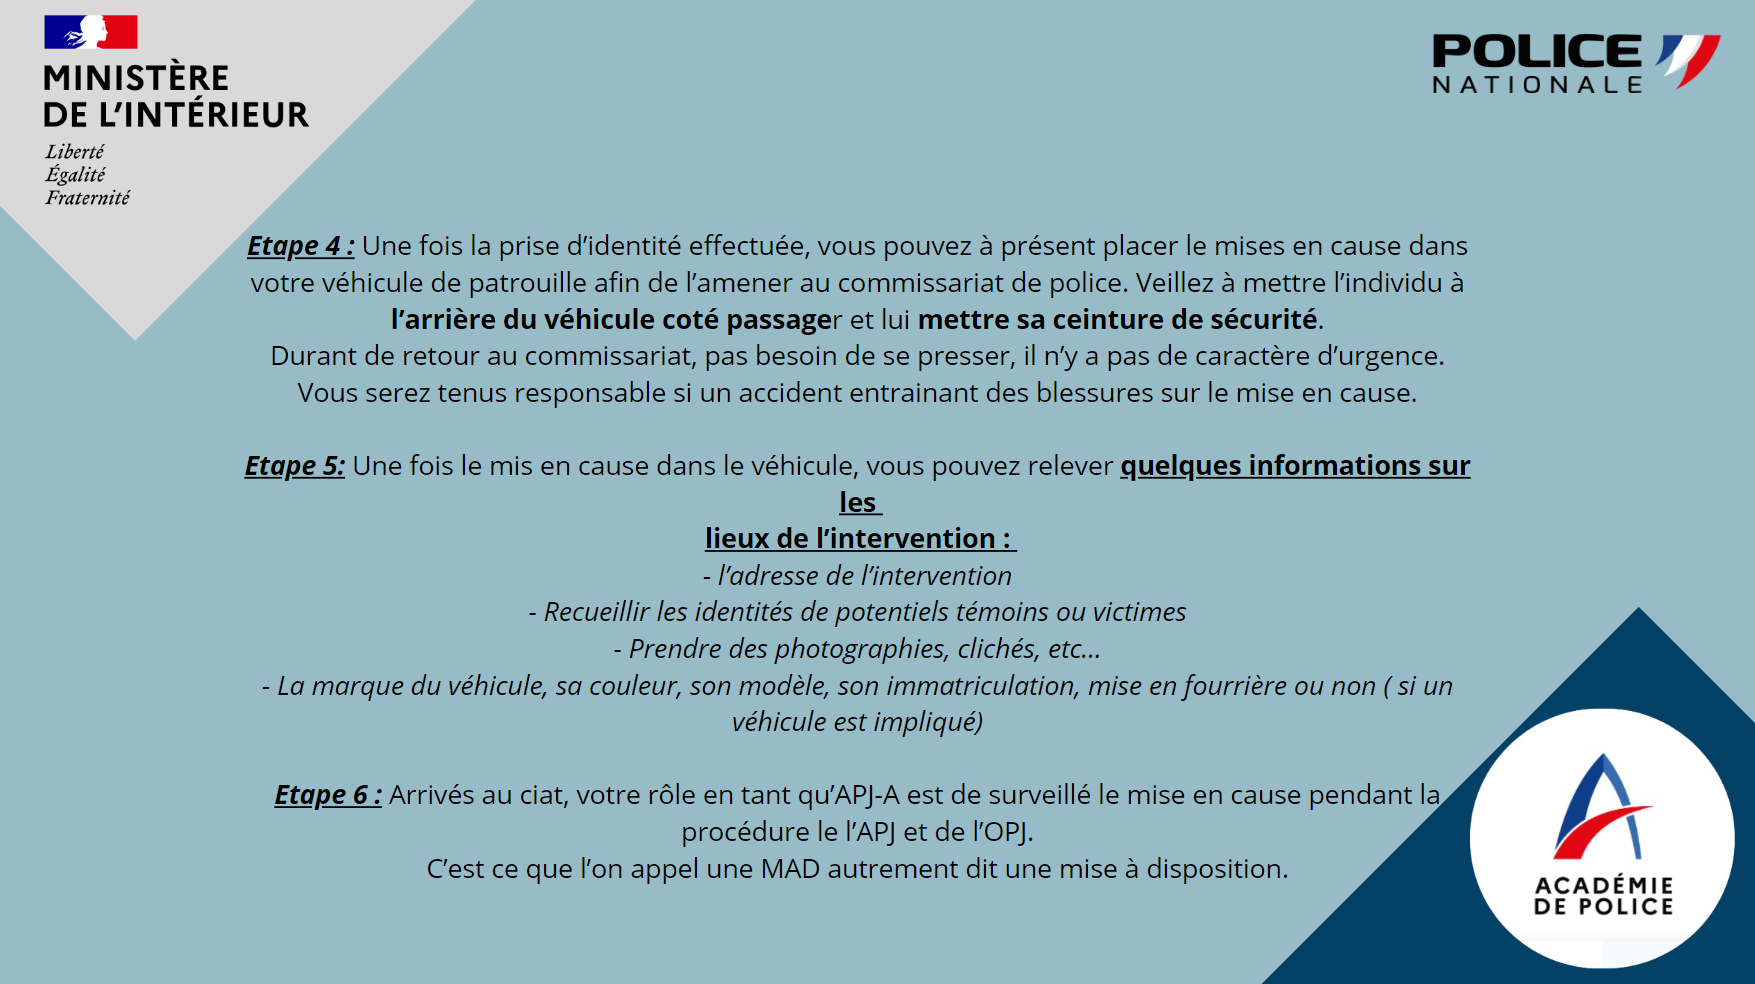 MINISTÈRE
DE L’INTÉRIEUR
Liberté
Égalité
Fraternité
POLICE
NATIONALE
Etape 4 : Une fois la prise d’identité effectuée, vous pouvez à présent placer le mises en cause dans
votre véhicule de patrouille afin de l’amener au commissariat de police. Veillez à mettre l’individu à
l’arrière du véhicule coté passager et lui mettre sa ceinture de sécurité.
Durant de retour au commissariat, pas besoin de se presser, il n’y a pas de caractère d’urgence.
Vous serez tenus responsable si un accident entrainant des blessures sur le mise en cause.
Etape 5: Une fois le mis en cause dans le véhicule, vous pouvez relever quelques informations sur
les
lieux de l’intervention :
- l’adresse de l’intervention
- Recueillir les identités de potentiels témoins ou victimes
- Prendre des photographies, clichés, etc...
- La marque du véhicule, sa couleur, son modèle, son immatriculation, mise en fourrière ou non ( si un
véhicule est impliqué)
Etape 6 : Arrivés au ciat, votre rôle en tant qu’APJ-A est de surveillé le mise en cause pendant la
procédure le l’APJ et de l’OPJ.
C’est ce que l’on appel une MAD autrement dit une mise à disposition.
ACADÉMIE
DE POLICE